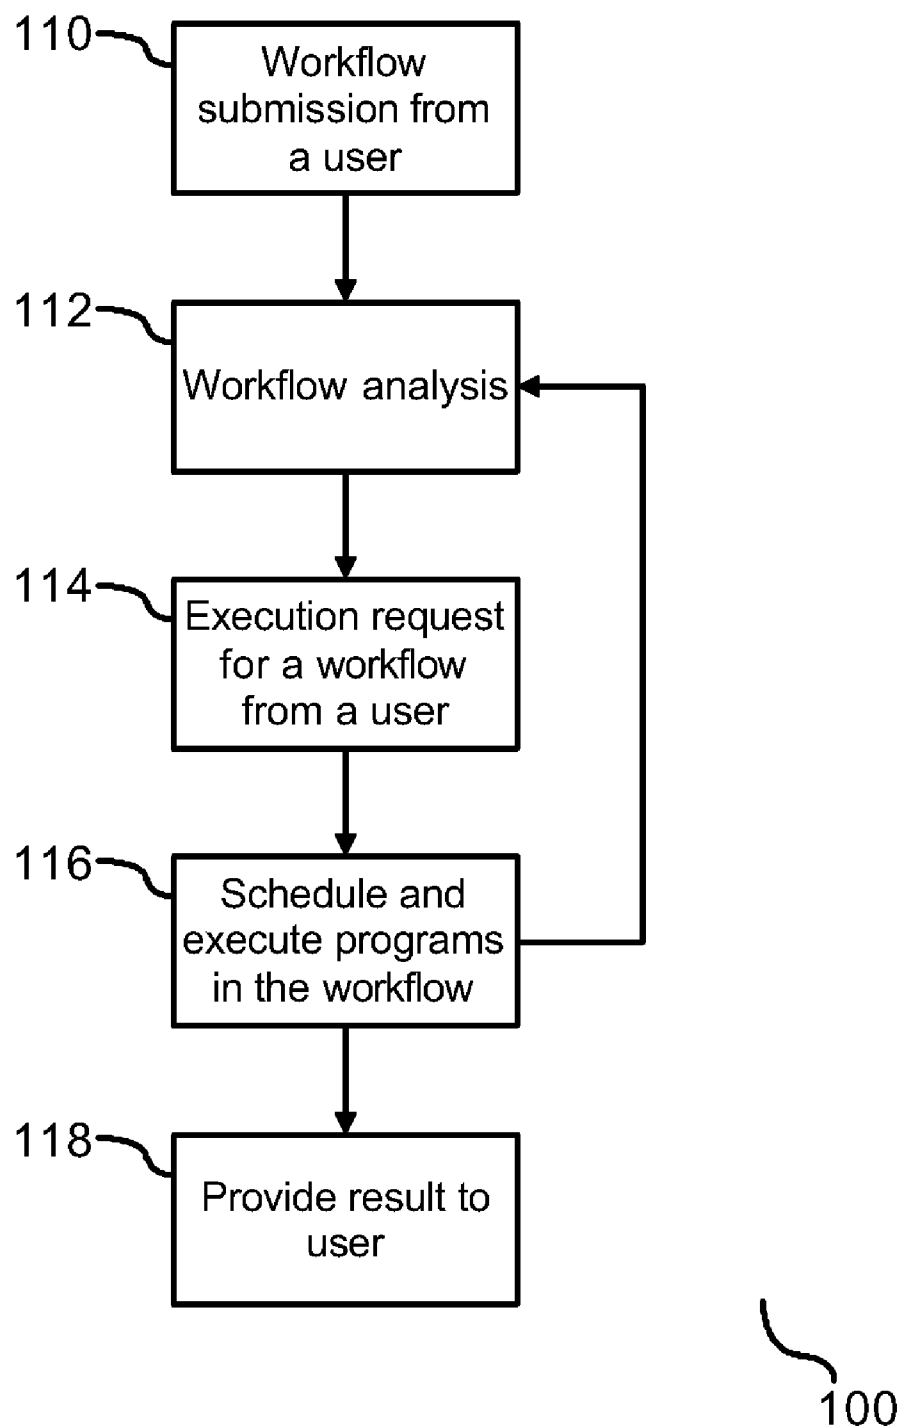 110
Workflow
submission from
a user
112
Workflow analysis
114
Execution request
for a workflow
from a user
116
Schedule and
execute programs
in the workflow
118
Provide result to
user
100